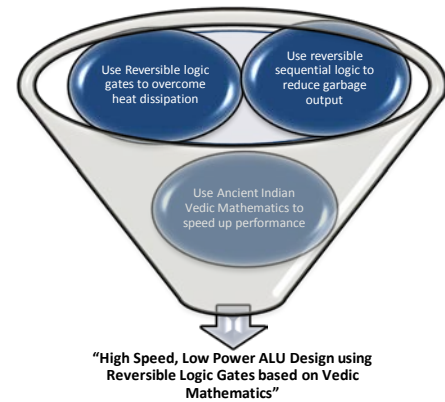 Use Reversible logic
gates to overcome
heat dissipation
Use reversible
sequential logic to
reduce garbage
output
Use Ancient Indian
Vedic Mathematics to
speed up performance
“High Speed, Low Power ALU Design using
Reversible Logic Gates based on Vedic
Mathematics”